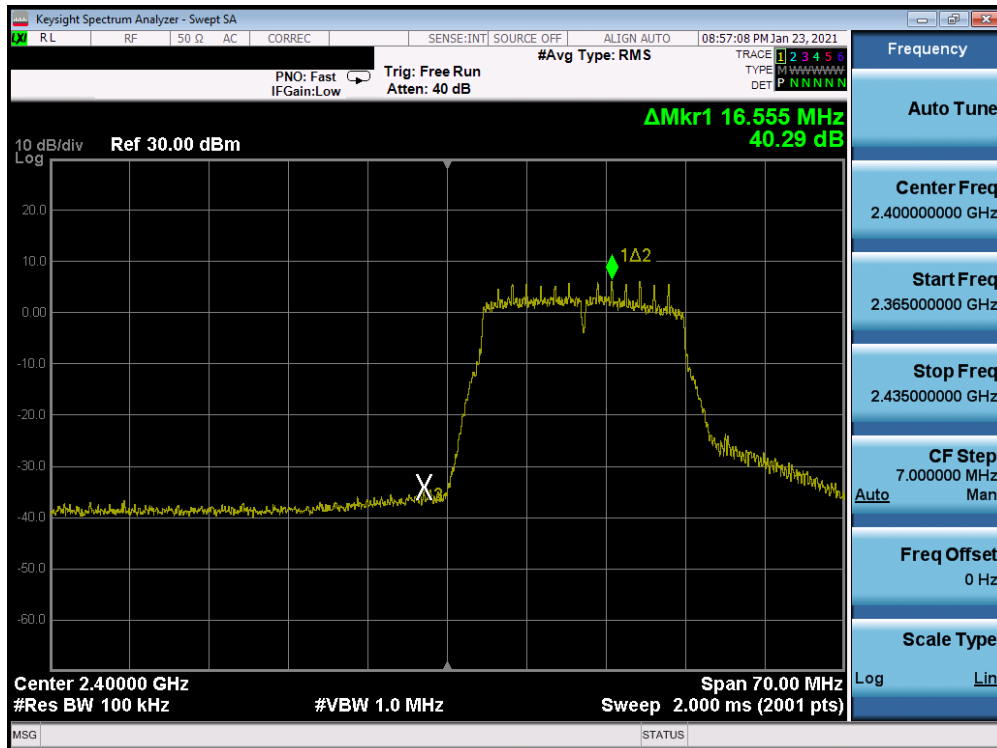 Keysight Spectrum Analyzer - Swept SA
LXI RL RF 50 Ω AC CORREC SENSE:INT SOURCE OFF ALIGN AUTO 08:57:08 PM Jan 23, 2021
#Avg Type: RMS
TRACE 1 2 3 4 5 6
PNO: Fast Trig: Free Run
TYPE M WWWWW
IFGain:Low Atten: 40 dB
DET P N N N N N
ΔMkr1 16.555 MHz
40.29 dB
10 dB/div Ref 30.00 dBm
Log
20.0
10.0
1Δ2
0.00
-10.0
-20.0
-30.0
X
-40.0
-50.0
-60.0
Center 2.40000 GHz Span 70.00 MHz
#Res BW 100 kHz #VBW 1.0 MHz Sweep 2.000 ms (2001 pts)
MSG STATUS
Frequency
Auto Tune
Center Freq
2.400000000 GHz
Start Freq
2.365000000 GHz
Stop Freq
2.435000000 GHz
CF Step
7.000000 MHz
Auto Man
Freq Offset
0 Hz
Scale Type
Log Lin